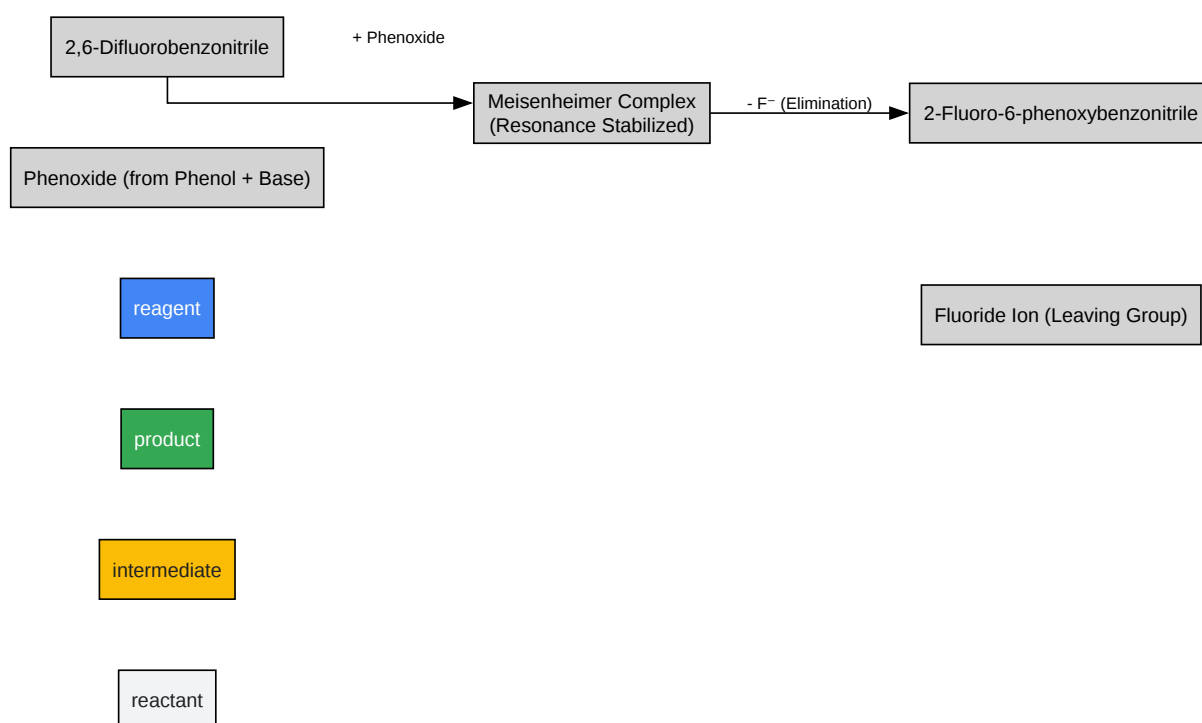 2,6-Difluorobenzonitrile
+ Phenoxide
Meisenheimer Complex
(Resonance Stabilized)
- F⁻ (Elimination)
2-Fluoro-6-phenoxybenzonitrile
Phenoxide (from Phenol + Base)
reagent
Fluoride Ion (Leaving Group)
product
intermediate
reactant